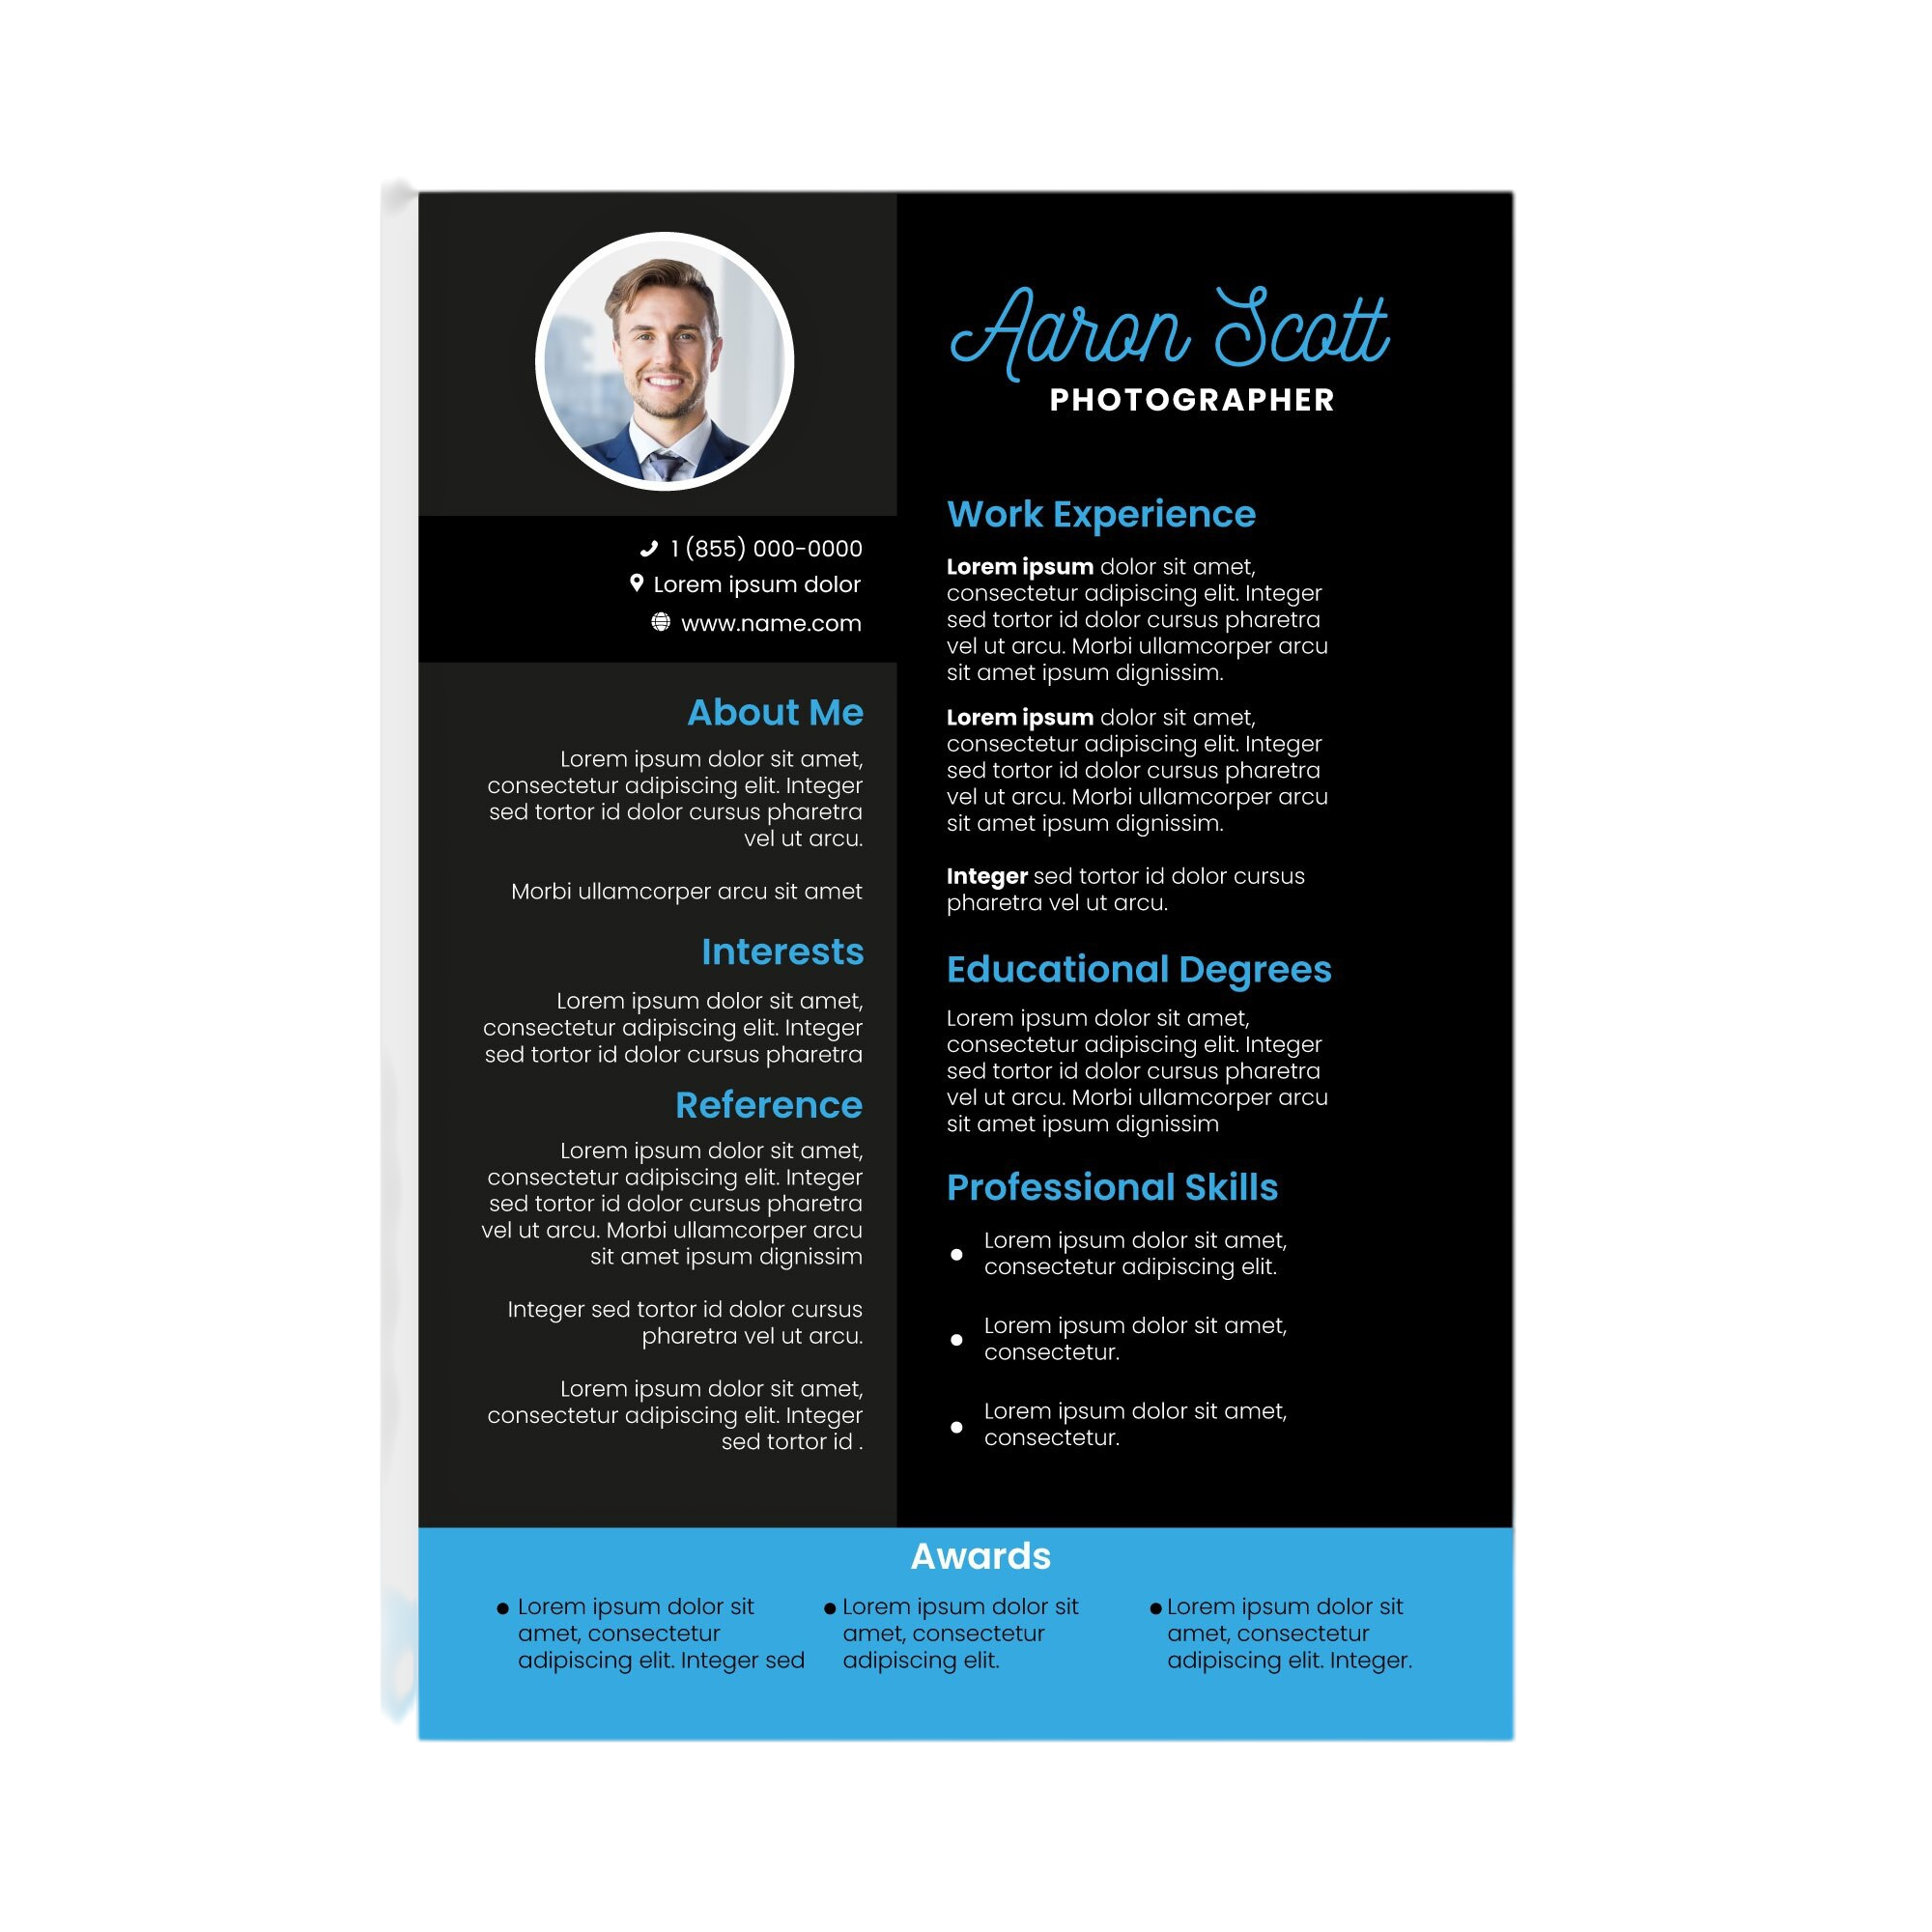 1 (855) 000-0000
Lorem ipsum dolor
www.name.com
About Me
Lorem ipsum dolor sit amet,
consectetur adipiscing elit. Integer
sed tortor id dolor cursus pharetra
vel ut arcu.
Morbi ullamcorper arcu sit amet
Interests
Lorem ipsum dolor sit amet,
consectetur adipiscing elit. Integer
sed tortor id dolor cursus pharetra
Reference
Lorem ipsum dolor sit amet,
consectetur adipiscing elit. Integer
sed tortor id dolor cursus pharetra
vel ut arcu. Morbi ullamcorper arcu
sit amet ipsum dignissim
Integer sed tortor id dolor cursus
pharetra vel ut arcu.
Lorem ipsum dolor sit amet,
consectetur adipiscing elit. Integer
sed tortor id .
Aaron Scott
PHOTOGRAPHER
Work Experience
Lorem ipsum dolor sit amet,
consectetur adipiscing elit. Integer
sed tortor id dolor cursus pharetra
vel ut arcu. Morbi ullamcorper arcu
sit amet ipsum dignissim.
Lorem ipsum dolor sit amet,
consectetur adipiscing elit. Integer
sed tortor id dolor cursus pharetra
vel ut arcu. Morbi ullamcorper arcu
sit amet ipsum dignissim.
Integer sed tortor id dolor cursus
pharetra vel ut arcu.
Educational Degrees
Lorem ipsum dolor sit amet,
consectetur adipiscing elit. Integer
sed tortor id dolor cursus pharetra
vel ut arcu. Morbi ullamcorper arcu
sit amet ipsum dignissim
Professional Skills
• Lorem ipsum dolor sit amet,
consectetur adipiscing elit.
• Lorem ipsum dolor sit amet,
consectetur.
• Lorem ipsum dolor sit amet,
consectetur.
Awards
• Lorem ipsum dolor sit
amet, consectetur
adipiscing elit. Integer sed
• Lorem ipsum dolor sit
amet, consectetur
adipiscing elit.
• Lorem ipsum dolor sit
amet, consectetur
adipiscing elit. Integer.